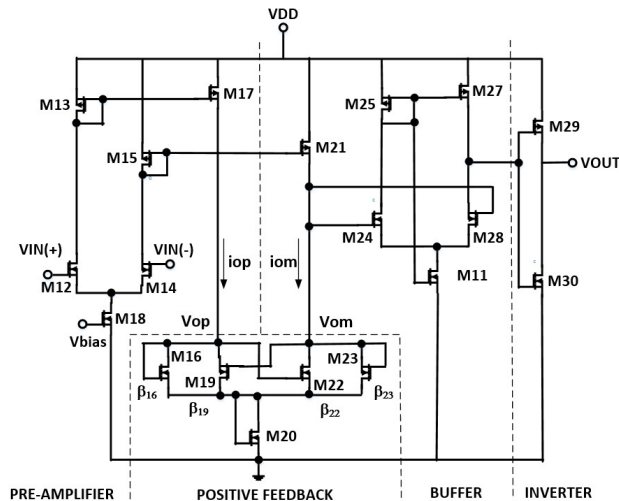 VDD
M13
M17
M25
M27
M29
M15
M21
VOUT
VIN(+)
VIN(-)
M24
M28
M12
M14
iop
iom
M11
M30
M18
Vbias
Vop
Vom
M16
M23
M19
M22
β16
β19
β22
β23
M20
PRE-AMPLIFIER
POSITIVE FEEDBACK
BUFFER
INVERTER